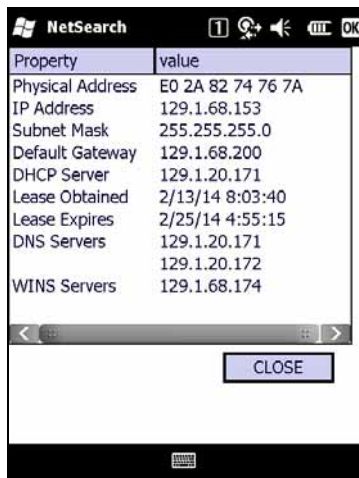 NetSearch 1 OK
Property value
Physical Address E0 2A 82 74 76 7A
IP Address 129.1.68.153
Subnet Mask 255.255.255.0
Default Gateway 129.1.68.200
DHCP Server 129.1.20.171
Lease Obtained 2/13/14 8:03:40
Lease Expires 2/25/14 4:55:15
DNS Servers 129.1.20.171
129.1.20.172
WINS Servers 129.1.68.174
CLOSE